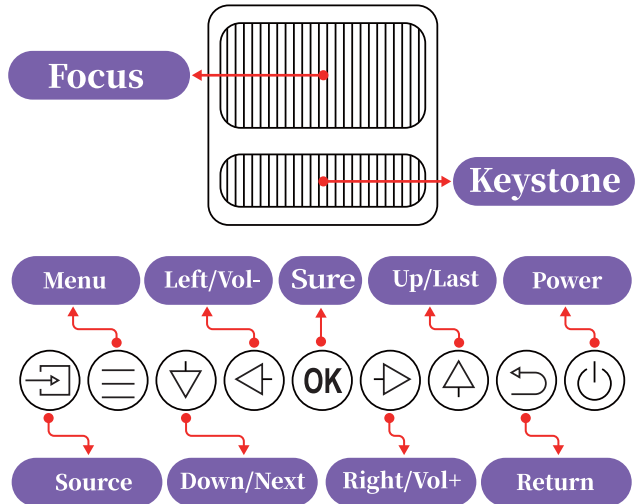 Focus
Keystone
Menu
Left/Vol-
Sure
Up/Last
Power
OK
Source
Down/Next
Right/Vol+
Return